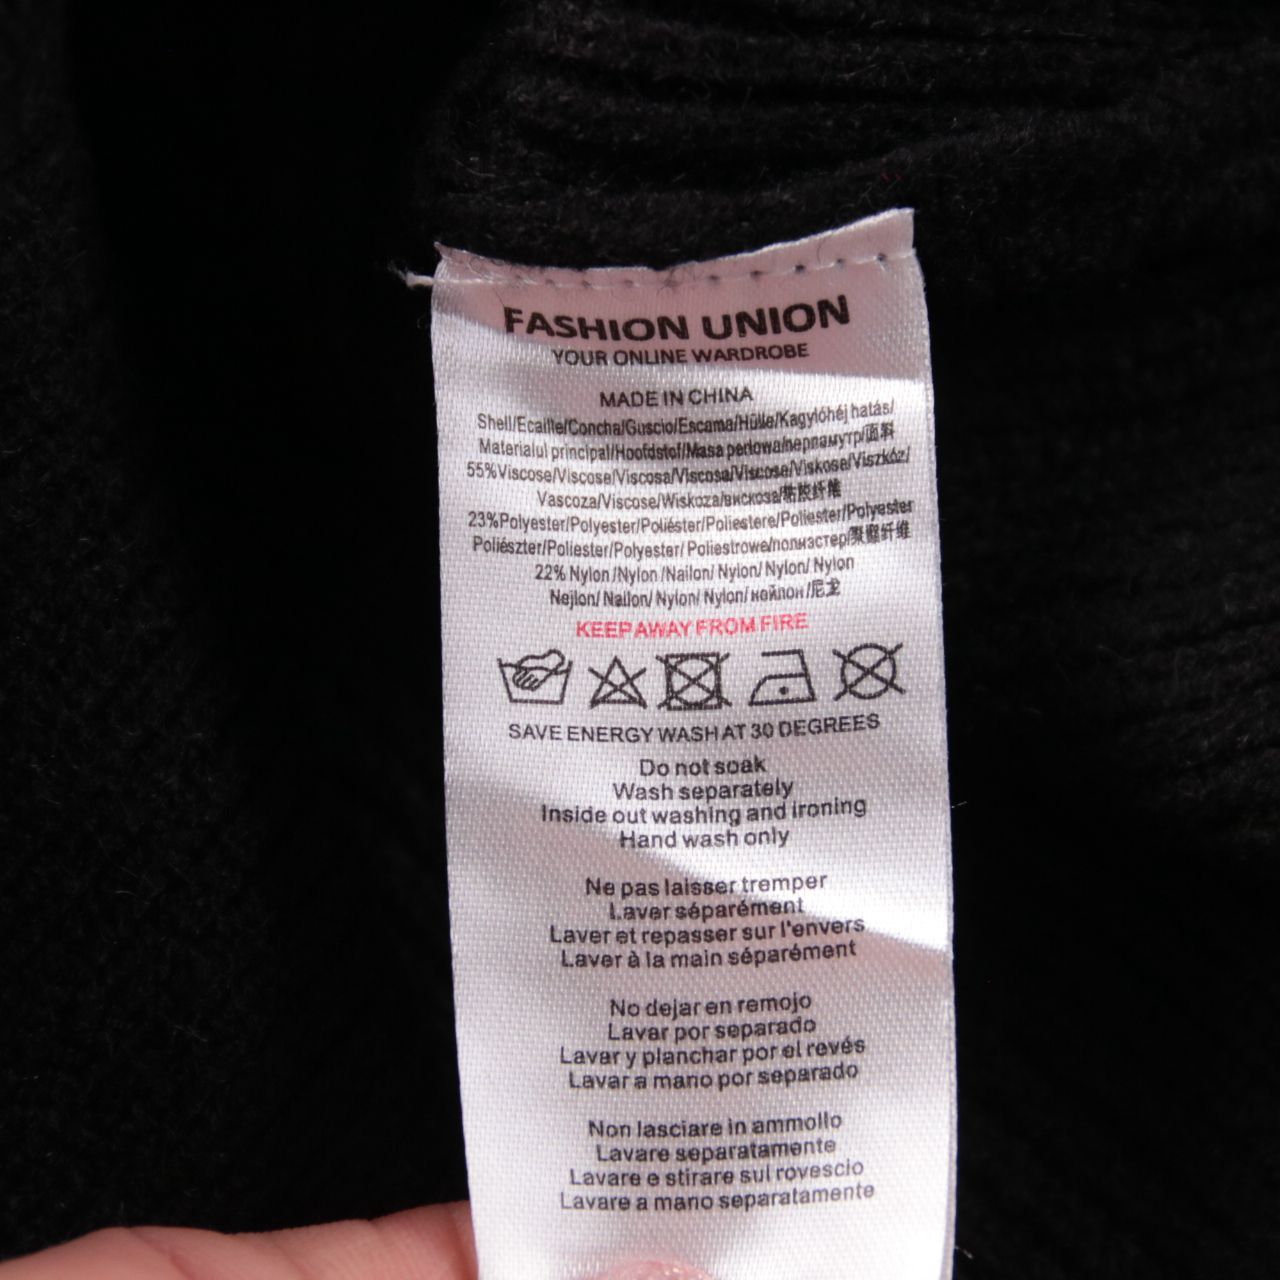 FASHION UNION
YOUR ONLINE WARDROBE
MADE IN CHINA
Shell/Ecaille/Concha/Guscio/Escama/Hülle/Kagylóhéj hatás/
Materialul principal/Hoofdstof/Masa perłowa/перламутр/面料
55%Viscose/Viscose/Viscosa/Viscosa/Viscose/Viskose/Viszkóz/
Vascoza/Viscose/Wiskoza/вискоза/粘胶纤维
23%Polyester/Polyester/Poliéster/Poliestere/Poliester/Polyester
Poliészter/Poliester/Polyester/ Poliestrowe/полиэстер/聚酯纤维
22% Nylon /Nylon /Nailon/ Nylon/ Nylon/ Nylon
Nejlon/ Nailon/ Nylon/ Nylon/ нейлон /尼龙
KEEP AWAY FROM FIRE
SAVE ENERGY WASH AT 30 DEGREES
Do not soak
Wash separately
Inside out washing and ironing
Hand wash only
Ne pas laisser tremper
Laver séparément
Laver et repasser sur l'envers
Laver à la main séparément
No dejar en remojo
Lavar por separado
Lavar y planchar por el revés
Lavar a mano por separado
Non lasciare in ammollo
Lavare separatamente
Lavare e stirare sul rovescio
Lavare a mano separatamente